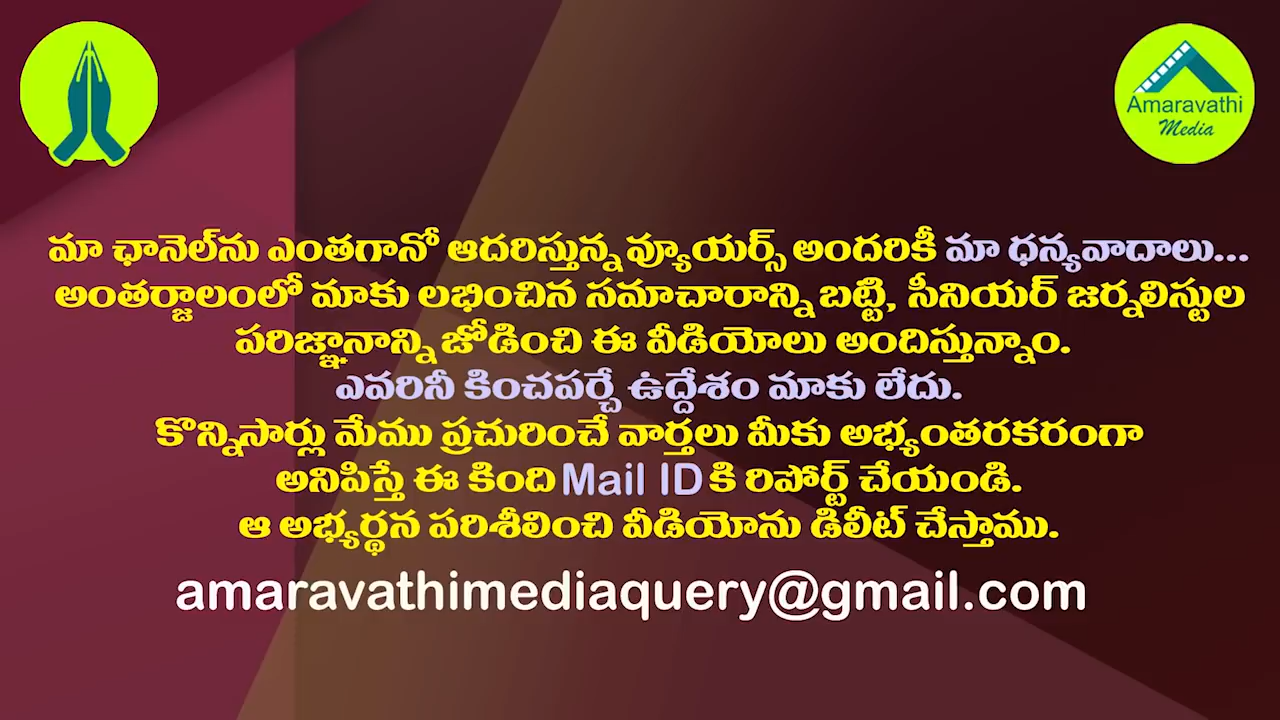 Amaravathi
Media
మా ఛానెల్‌ను ఎంతగానో ఆదరిస్తున్న వ్యూయర్స్ అందరికీ మా ధన్యవాదాలు...
అంతర్జాలంలో మాకు లభించిన సమాచారాన్ని బట్టి, సీనియర్ జర్నలిస్టుల
పరిజ్ఞానాన్ని జోడించి ఈ వీడియోలు అందిస్తున్నాం.
ఎవరినీ కించపర్చే ఉద్దేశం మాకు లేదు.
కొన్నిసార్లు మేము ప్రచురించే వార్తలు మీకు అభ్యంతరకరంగా
అనిపిస్తే ఈ కింది Mail ID కి రిపోర్ట్ చేయండి.
ఆ అభ్యర్థన పరిశీలించి వీడియోను డిలీట్ చేస్తాము.
amaravathimediaquery@gmail.com